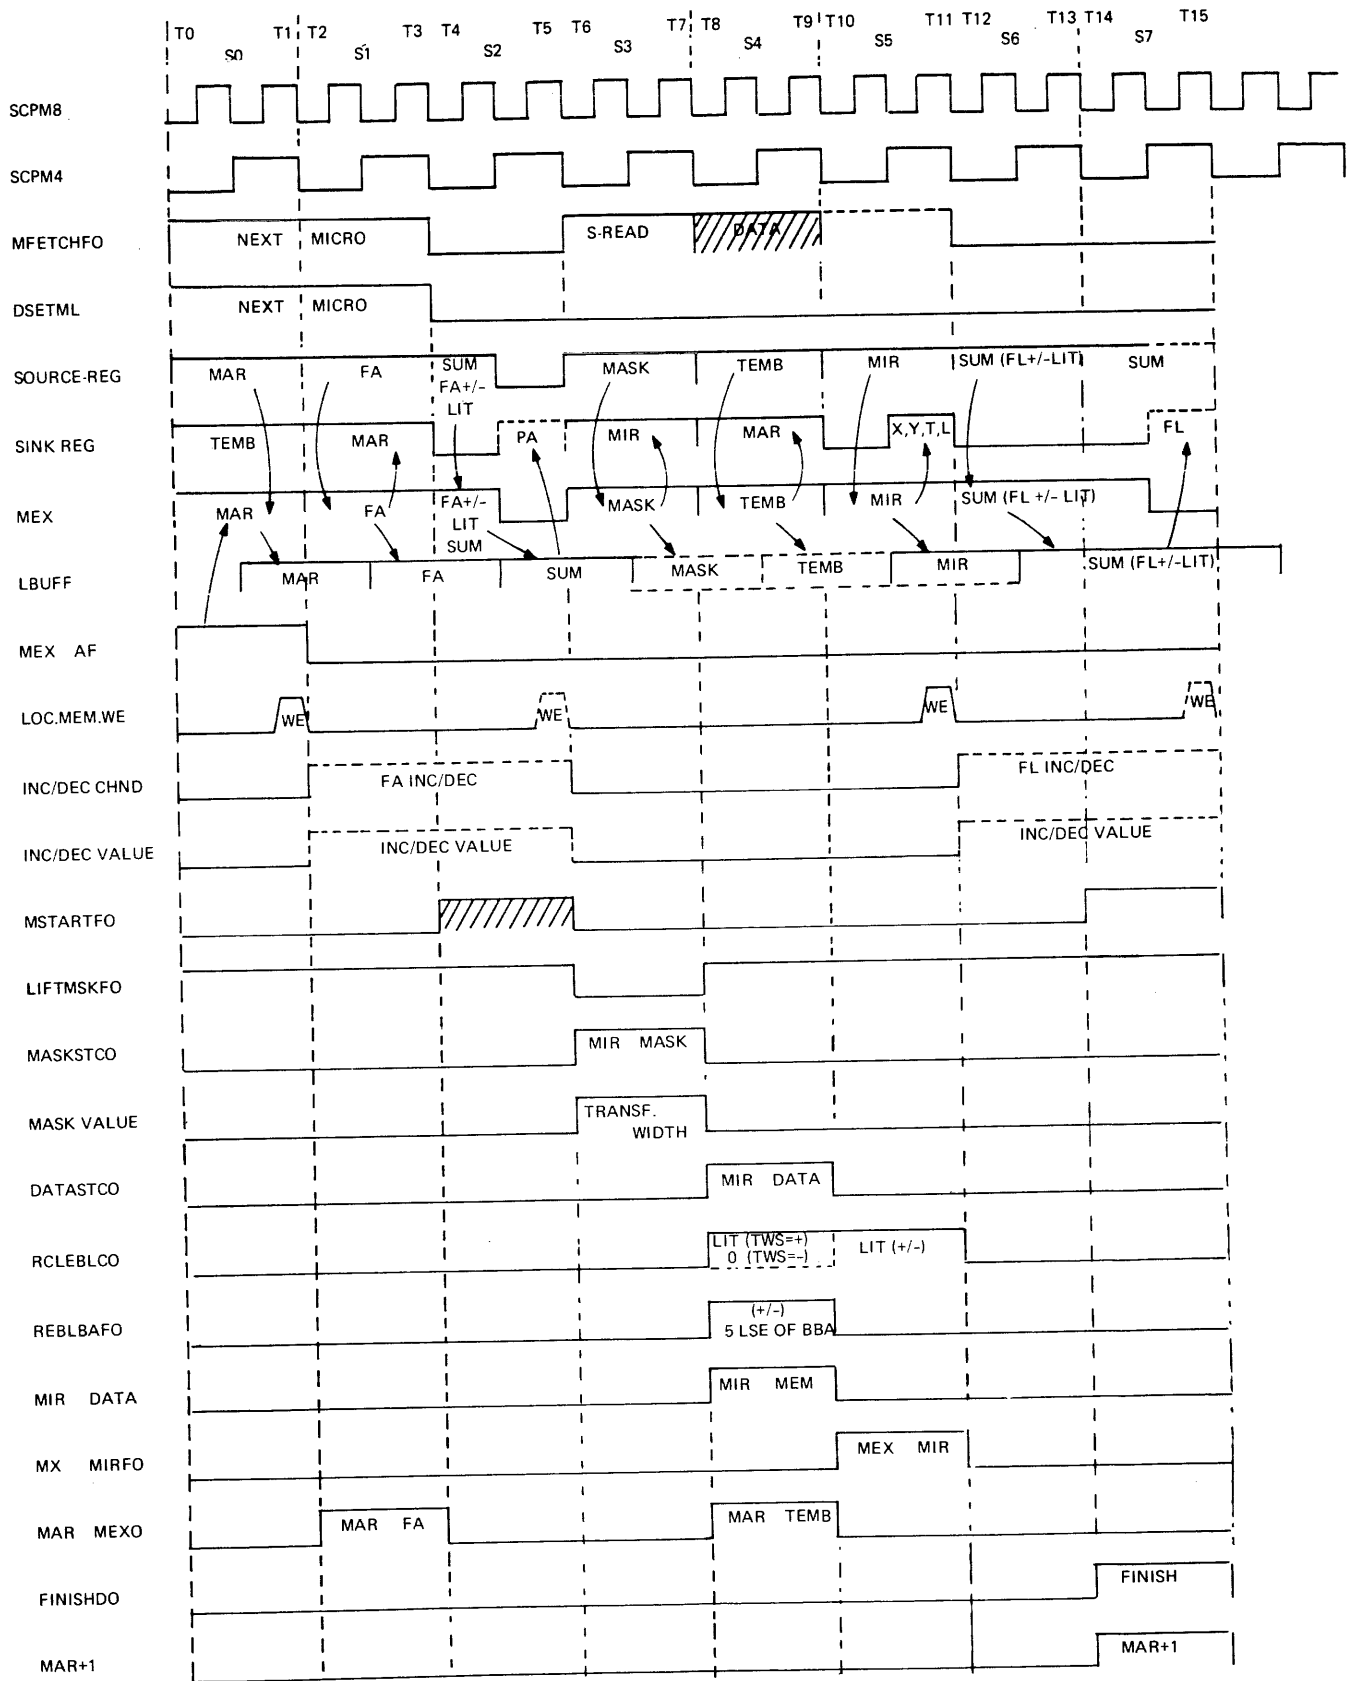 T0 T1 T2 T3 T4 T5 T6 T7 T8 T9 T10 T11 T12 T13 T14 T15
S0 S1 S2 S3 S4 S5 S6 S7
SCPM8
SCPM4
MFETCHFO NEXT MICRO S-READ DATA
DSETML NEXT MICRO
SOURCE-REG MAR FA SUM FA+/- LIT MASK TEMB MIR SUM (FL+/-LIT) SUM
SINK REG TEMB MAR PA MIR MAR X,Y,T,L FL
MEX MAR FA FA+/- LIT SUM MASK TEMB MIR SUM (FL +/- LIT)
LBUFF MAR FA SUM MASK TEMB MIR SUM (FL+/-LIT)
MEX AF
LOC.MEM.WE WE WE WE WE
INC/DEC CHND FA INC/DEC FL INC/DEC
INC/DEC VALUE INC/DEC VALUE INC/DEC VALUE
MSTARTFO
LIFTMSKFO
MASKSTCO MIR MASK
MASK VALUE TRANSF. WIDTH
DATASTCO MIR DATA
RCLEBLCO LIT (TWS=+) 0 (TWS=-) LIT (+/-)
REBLBAFO (+/-) 5 LSE OF BBA
MIR DATA MIR MEM
MX MIRFO MEX MIR
MAR MEXO MAR FA MAR TEMB
FINISHDO FINISH
MAR+1 MAR+1